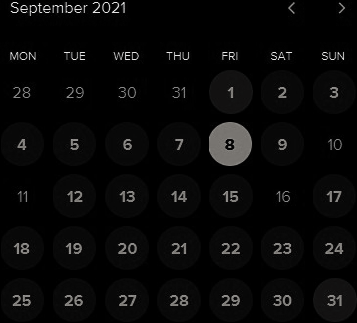 September 2021
MON TUE WED THU FRI SAT SUN
28 29 30 31 1 2 3
4 5 6 7 8 9 10
11 12 13 14 15 16 17
18 19 20 21 22 23 24
25 26 27 28 29 30 31